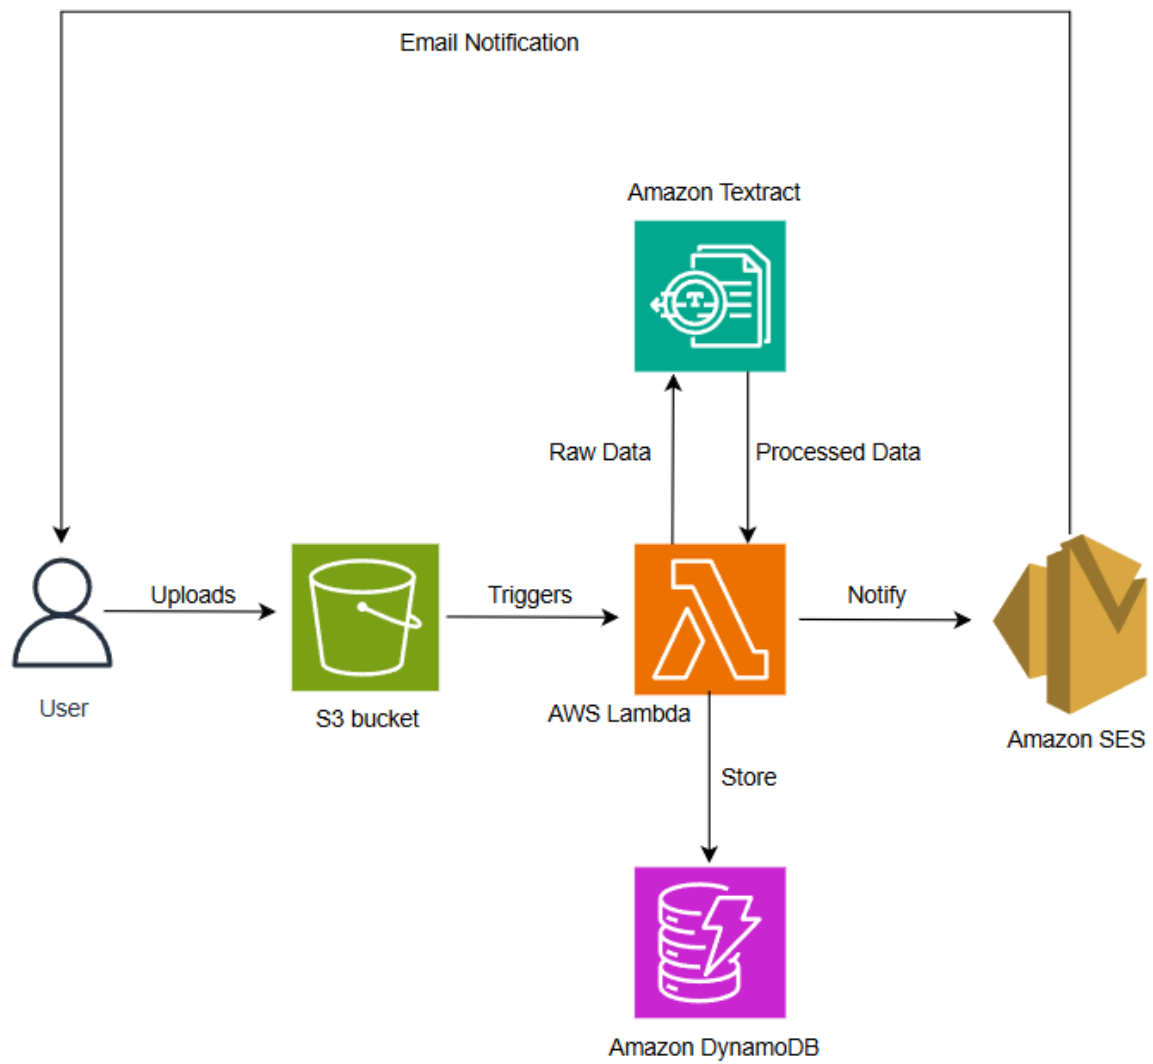 Email Notification
Amazon Textract
Raw Data
Processed Data
Uploads
Triggers
Notify
User
S3 bucket
AWS Lambda
Amazon SES
Store
Amazon DynamoDB